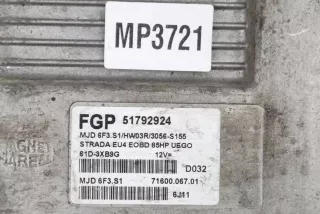 MP3721
FGP 51792924
MJD 6F3.S1/HW03R/3056-S155
STRADA EU4 EOBD 85HP UEGO
61D-3XB9G 12V=
D032
MJD 6F3.S1 71600.067.01
6J11